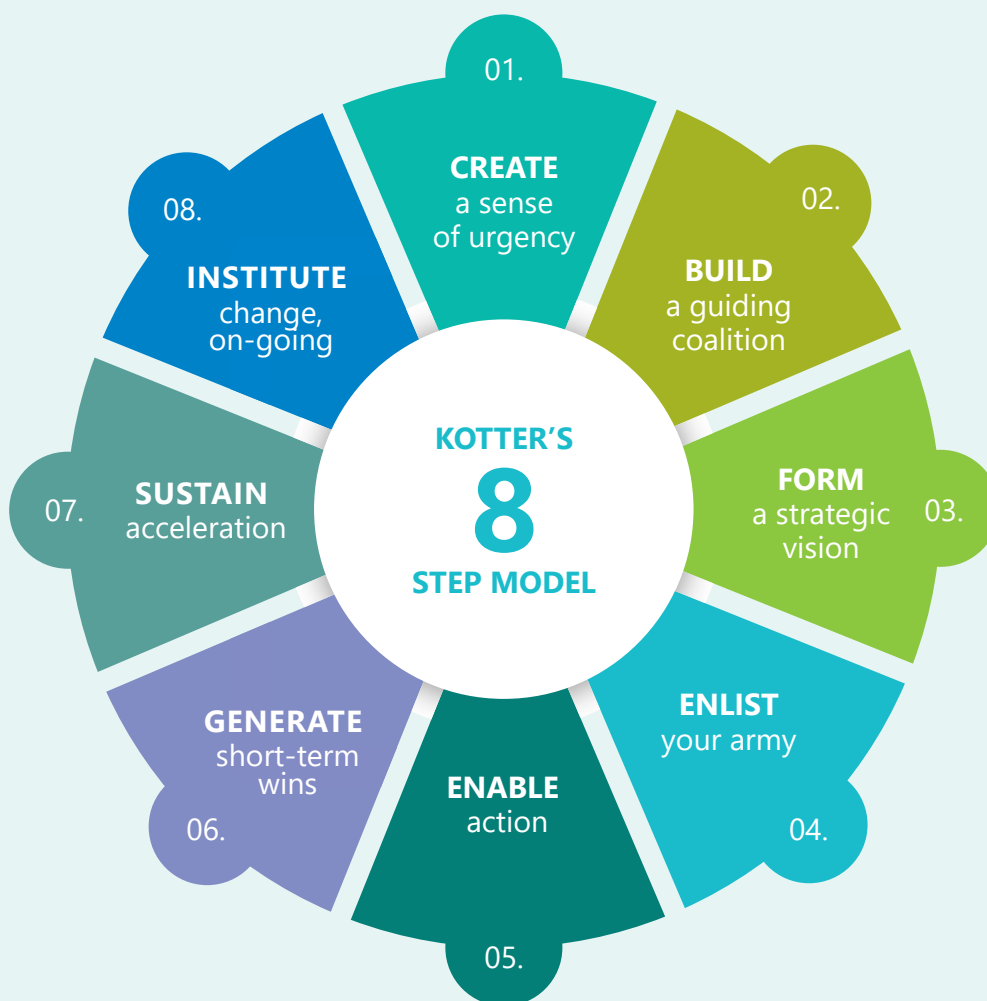 01.
CREATE
a sense
of urgency
02.
BUILD
a guiding
coalition
03.
FORM
a strategic
vision
04.
ENLIST
your army
05.
ENABLE
action
06.
GENERATE
short-term
wins
07.
SUSTAIN
acceleration
08.
INSTITUTE
change,
on-going
KOTTER'S
8
STEP MODEL